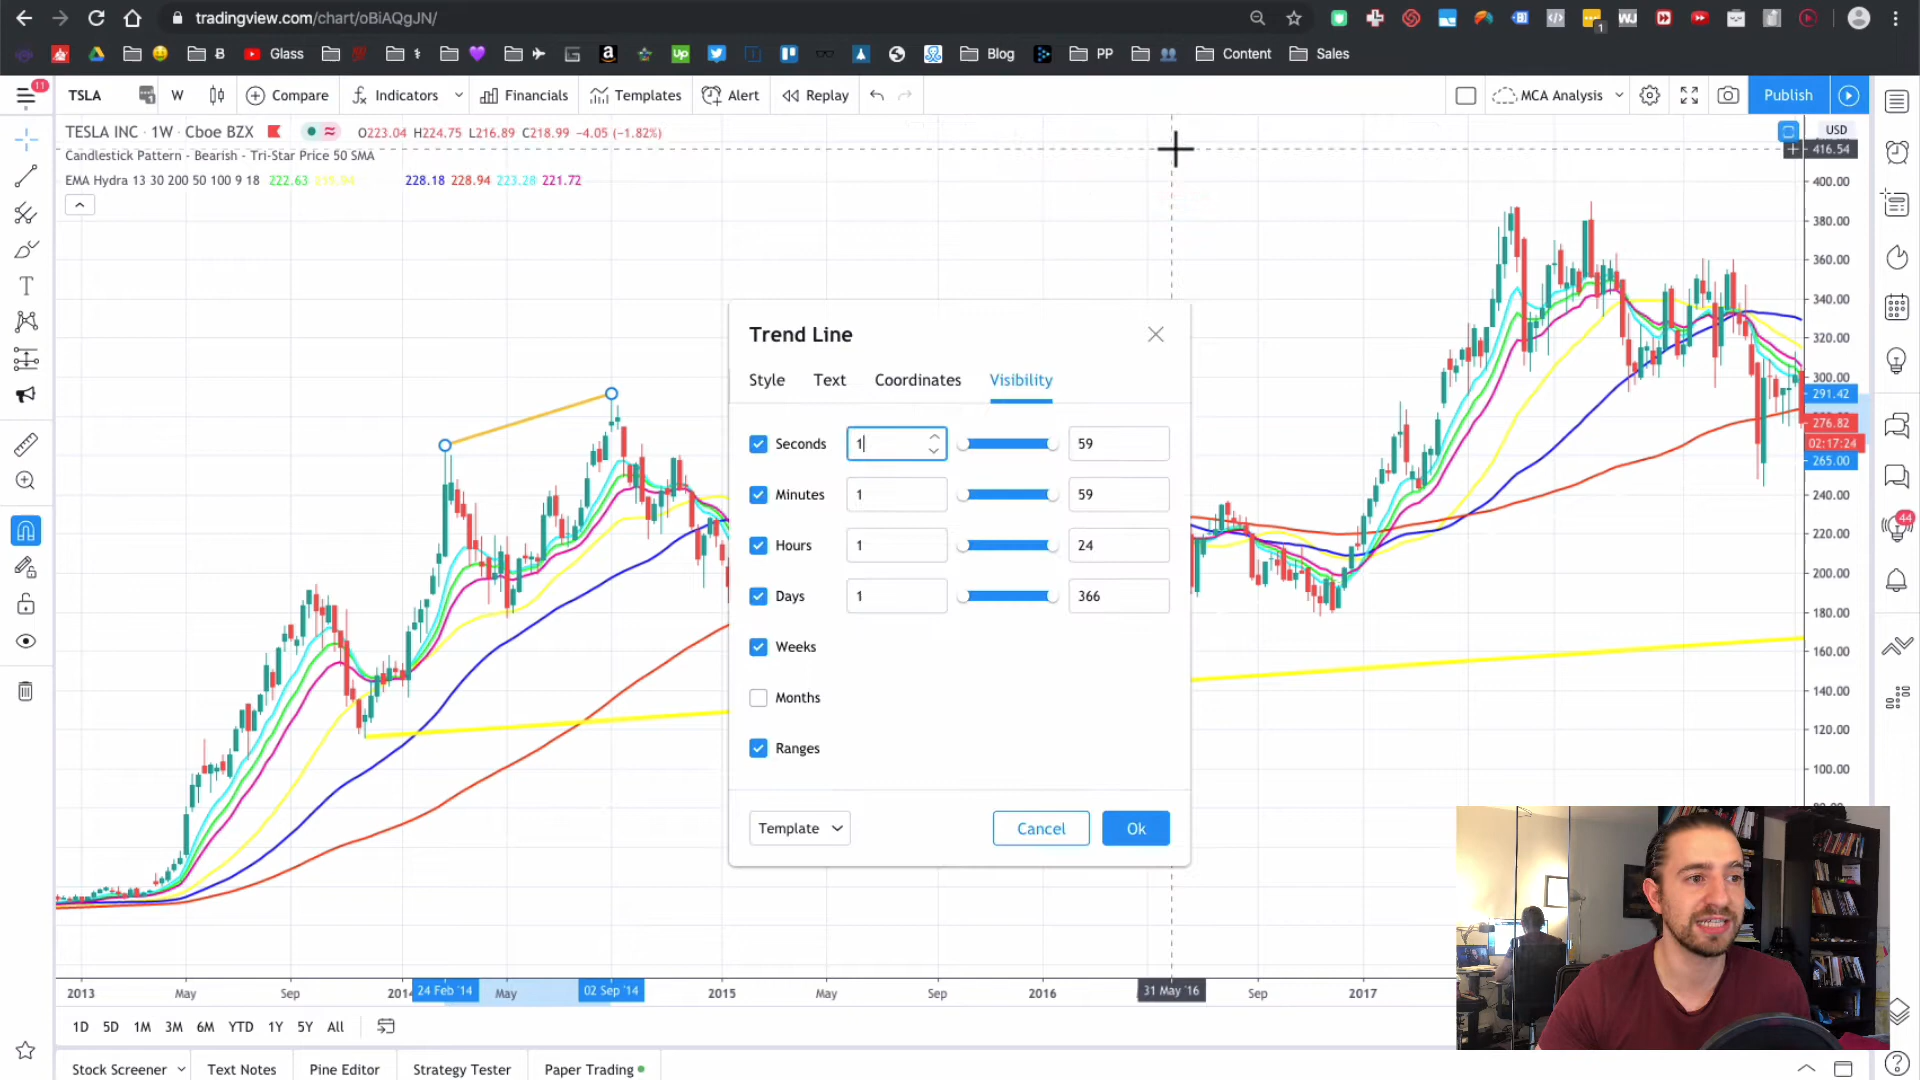 tradingview.com/chart/oBiAQgJN/
1
Glass
Blog
PP
Content
Sales
11
TSLA
W
Compare
Indicators
Financials
Templates
Alert
Replay
MCA Analysis
Publish
TESLA INC · 1W · Cboe BZX
O223.04 H224.75 L216.89 C218.99 −4.05 (−1.82%)
USD
416.54
Candlestick Pattern - Bearish - Tri-Star Price 50 SMA
EMA Hydra 13 30 200 50 100 9 18 222.63 228.18 228.94 223.28 221.72
400.00
380.00
360.00
340.00
320.00
300.00
291.42
276.82
02:17:24
265.00
240.00
220.00
200.00
180.00
160.00
140.00
120.00
100.00
44
Trend Line
Style Text Coordinates Visibility
Seconds 1 59
Minutes 1 59
Hours 1 24
Days 1 366
Weeks
Months
Ranges
Template Cancel Ok
2013 May Sep 2014 24 Feb '14 May 02 Sep '14 2015 May Sep 2016 31 May '16 Sep 2017
1D 5D 1M 3M 6M YTD 1Y 5Y All
Stock Screener Text Notes Pine Editor Strategy Tester Paper Trading